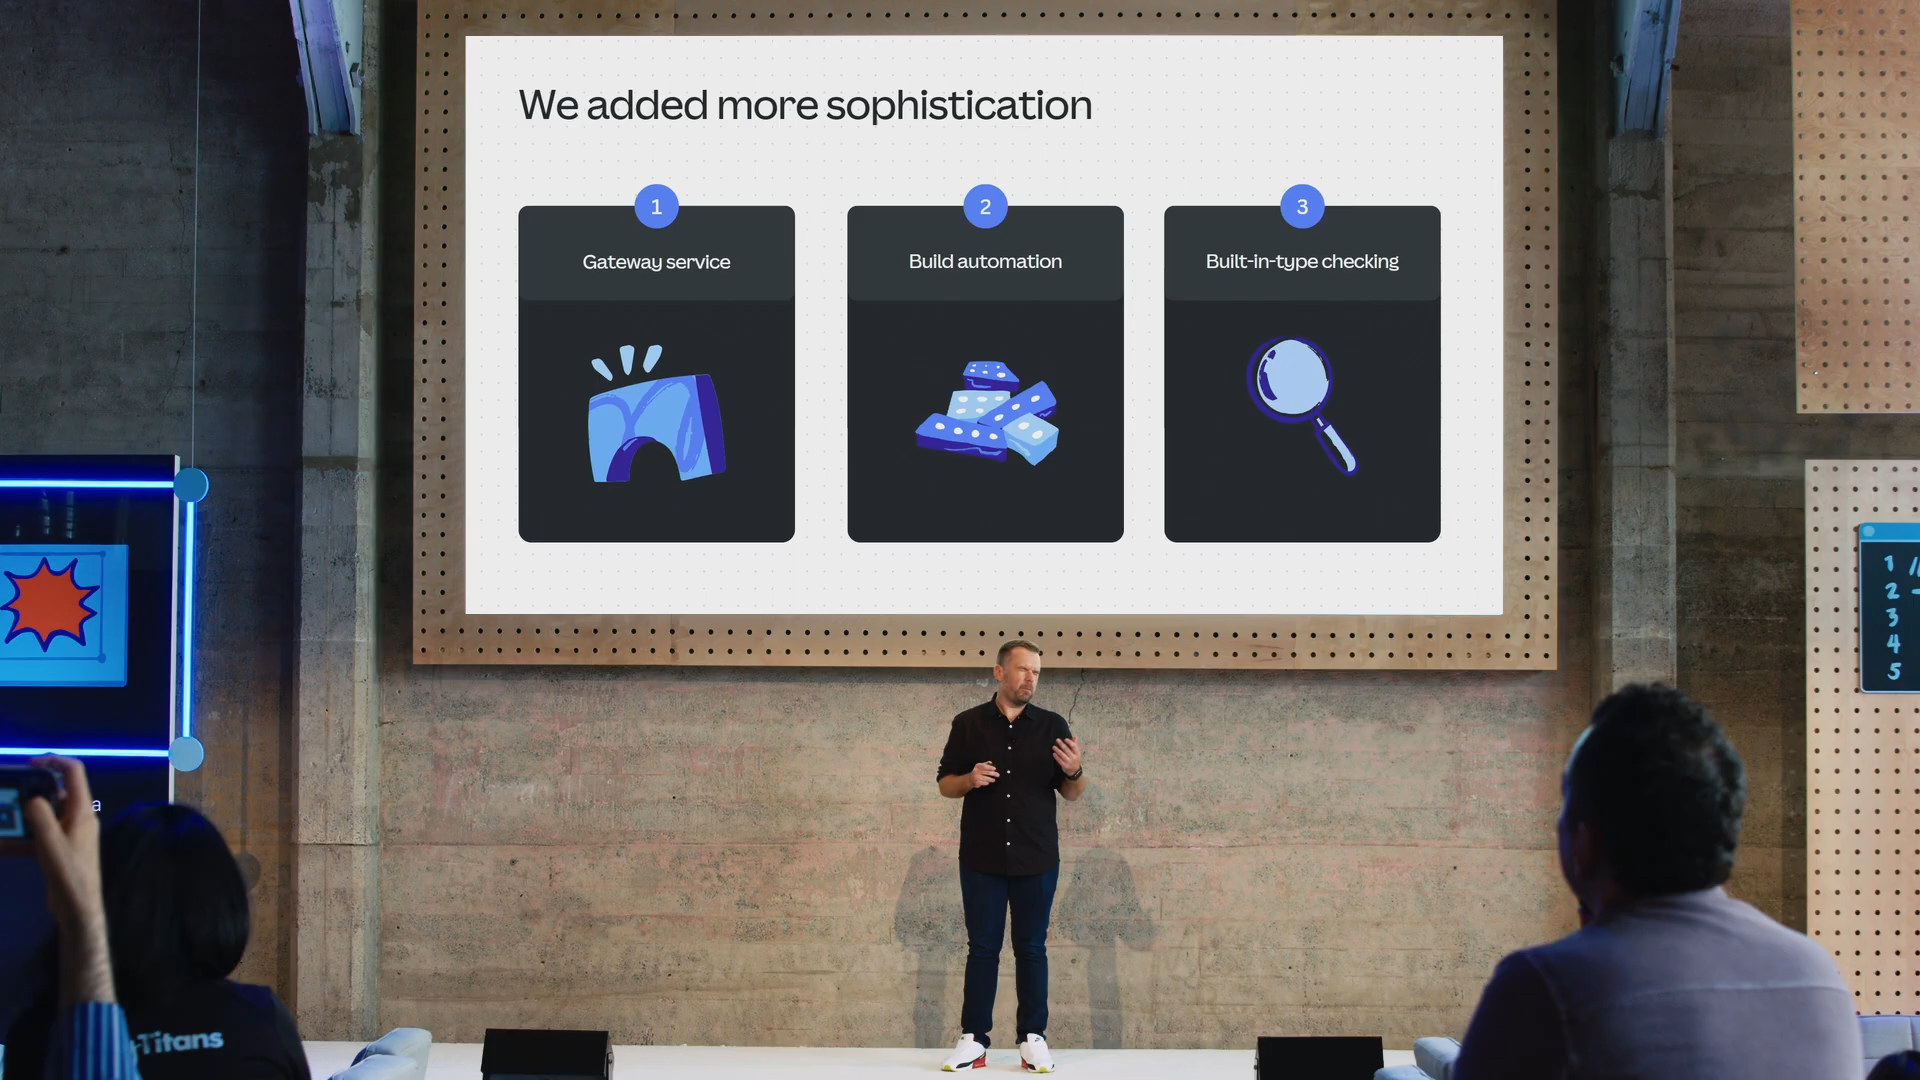 We added more sophistication
1
2
3
Gateway service
Build automation
Built-in-type checking
a
1
2
3
4
5
Titans